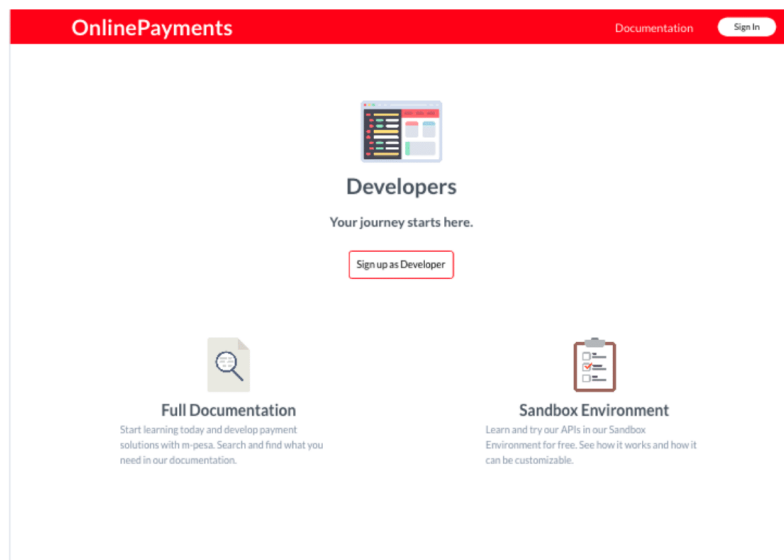 OnlinePayments
Documentation
Sign In
Developers
Your journey starts here.
Sign up as Developer
Full Documentation
Start learning today and develop payment
solutions with m-pesa. Search and find what you
need in our documentation.
Sandbox Environment
Learn and try our APIs in our Sandbox
Environment for free. See how it works and how it
can be customizable.